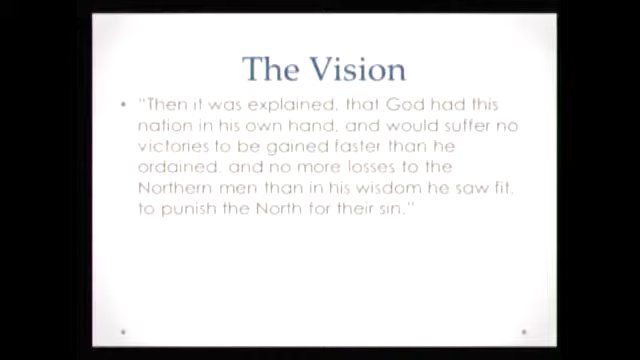 The Vision
• "Then it was explained, that God had this
nation in his own hand, and would suffer no
victories to be gained faster than he
ordained, and no more losses to the
Northern men than in his wisdom he saw fit,
to punish the North for their sin."